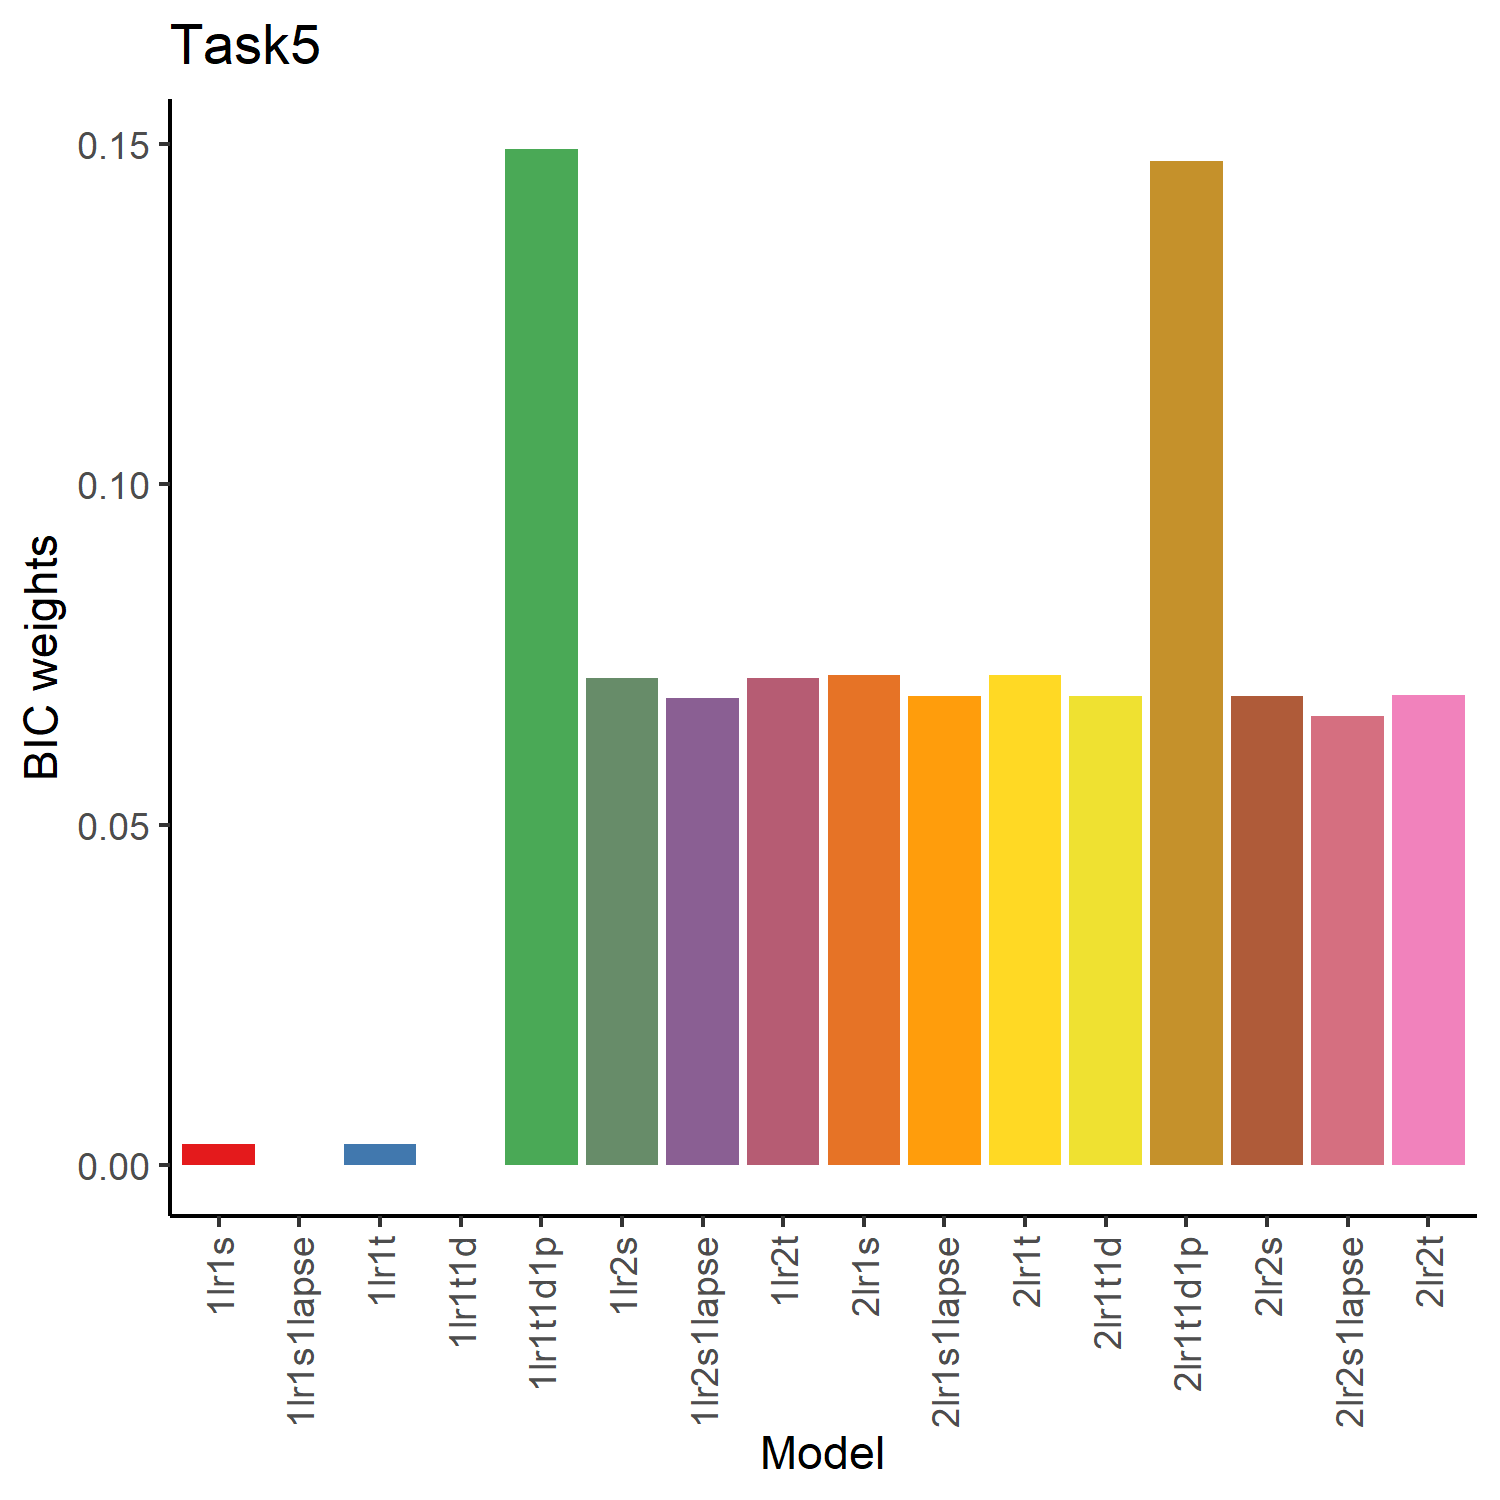 Task5
BIC weights
0.15
0.10
0.05
0.00
1lr1s
1lr1s1lapse
1lr1t
1lr1t1d
1lr1t1d1p
1lr2s
1lr2s1lapse
1lr2t
2lr1s
2lr1s1lapse
2lr1t
2lr1t1d
2lr1t1d1p
2lr2s
2lr2s1lapse
2lr2t
Model